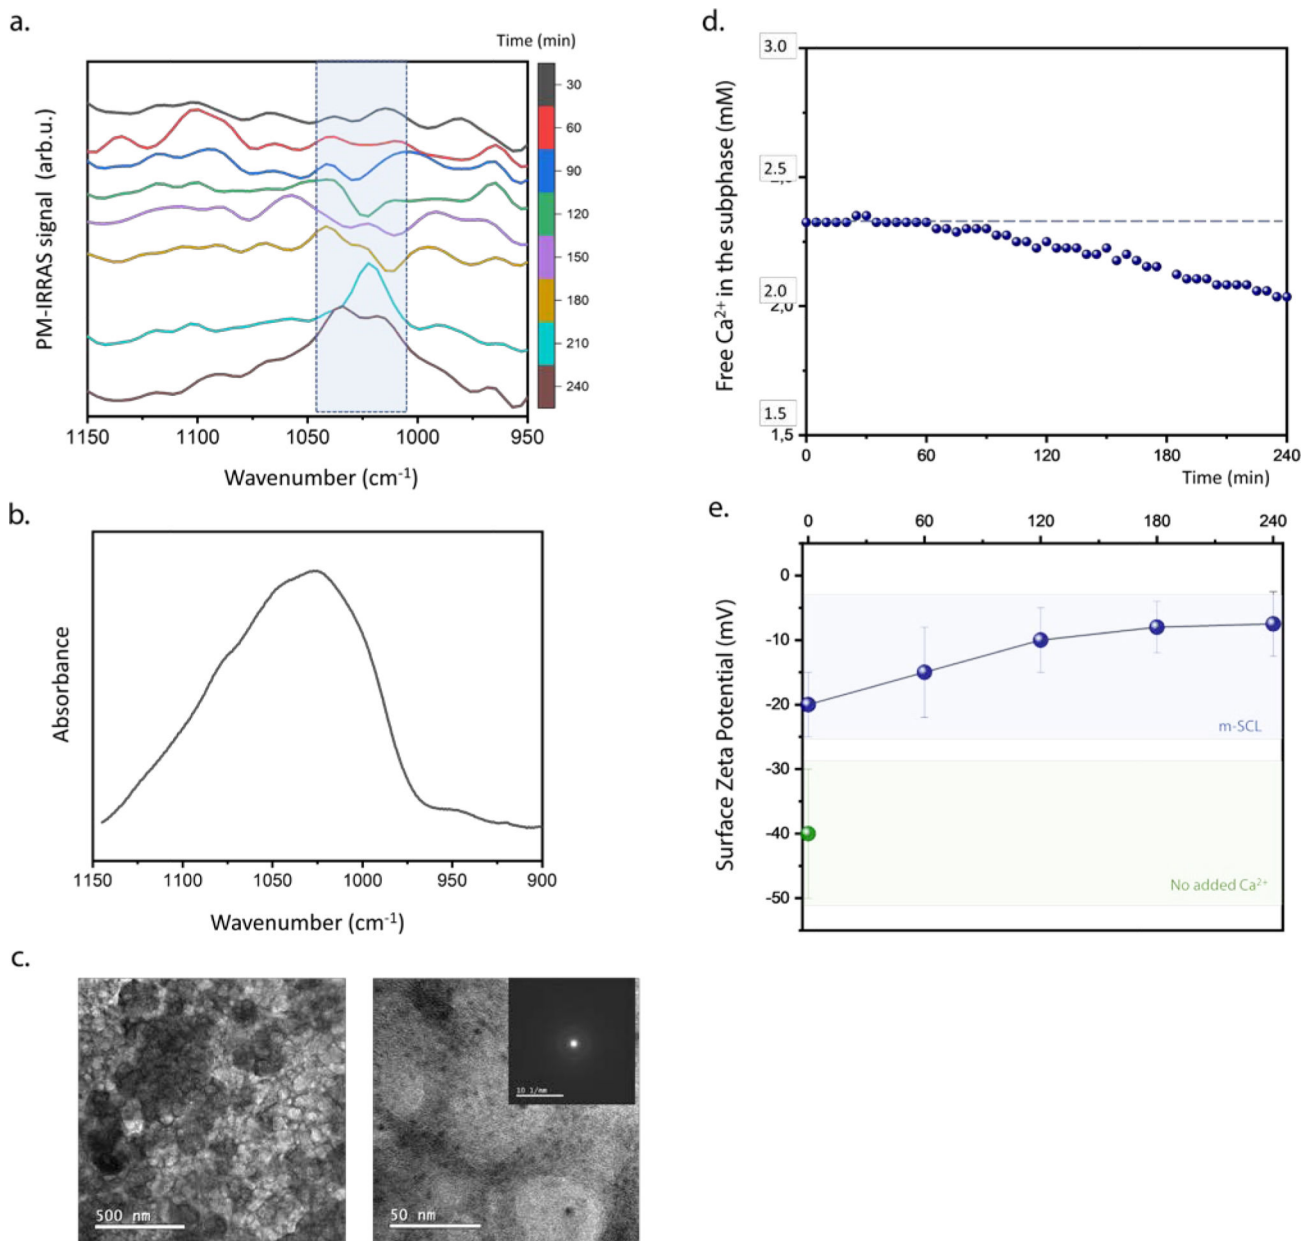 a.
Time (min)
30
60
90
120
150
180
210
240
PM-IRRAS signal (arb.u.)
1150 1100 1050 1000 950
Wavenumber (cm⁻¹)
b.
Absorbance
1150 1100 1050 1000 950 900
Wavenumber (cm⁻¹)
c.
500 nm
50 nm
10 1/nm
d.
3.0
2.5
2.0
2,0
1.5
1,5
Free Ca²⁺ in the subphase (mM)
0 60 120 180 240
Time (min)
e.
0 60 120 180 240
0
-10
-20
-30
-40
-50
Surface Zeta Potential (mV)
m-SCL
No added Ca²⁺